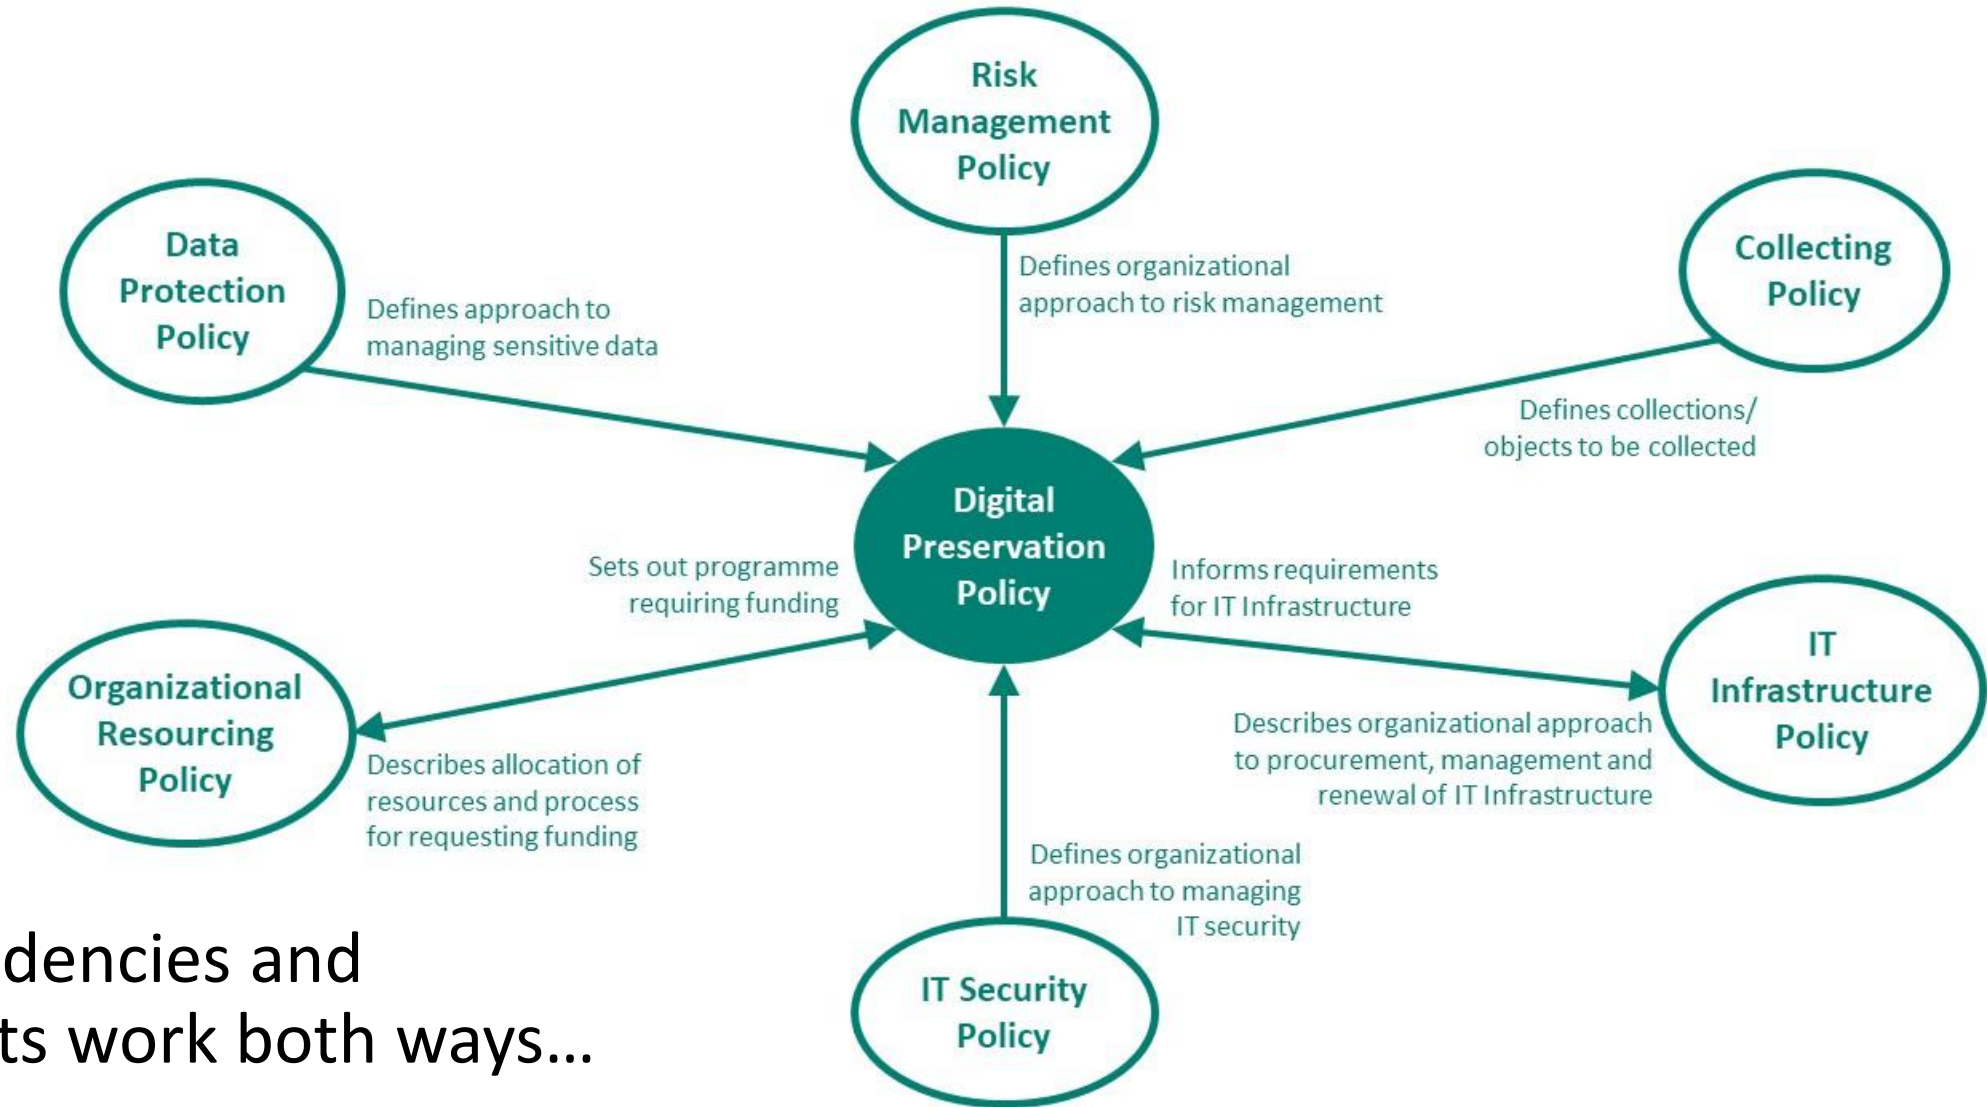 Risk
Management
Policy
Data
Protection
Policy
Defines approach to
managing sensitive data
Defines organizational
approach to risk management
Collecting
Policy
Defines collections/
objects to be collected
Digital
Preservation
Policy
Sets out programme
requiring funding
Informs requirements
for IT Infrastructure
Organizational
Resourcing
Policy
Describes allocation of
resources and process
for requesting funding
IT
Infrastructure
Policy
Describes organizational approach
to procurement, management and
renewal of IT Infrastructure
Defines organizational
approach to managing
IT security
IT Security
Policy
dencies and
ts work both ways...